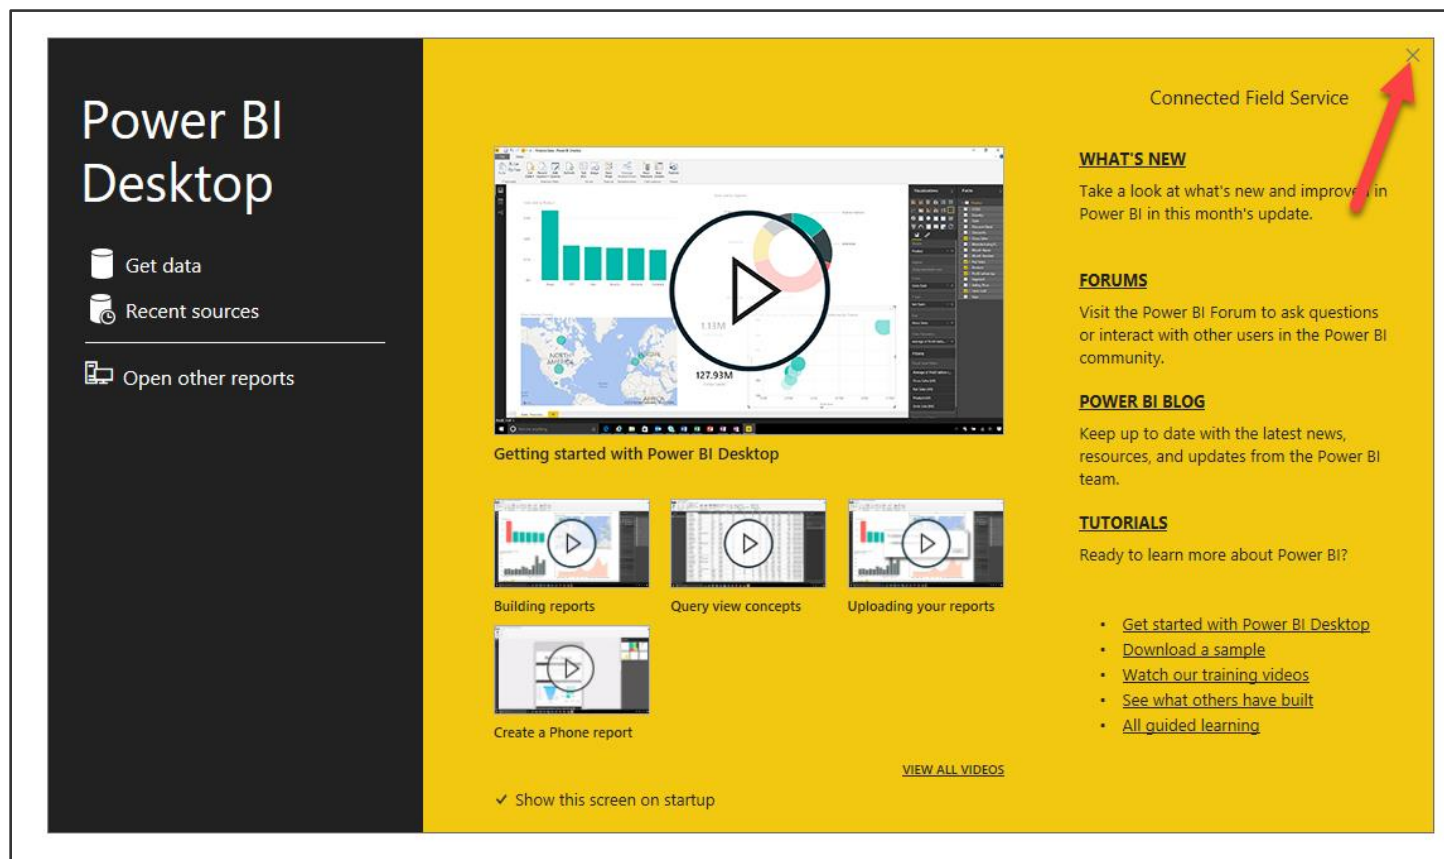 Power BI
Desktop
Get data
Recent sources
Open other reports
Getting started with Power BI Desktop
Building reports
Query view concepts
Uploading your reports
Create a Phone report
VIEW ALL VIDEOS
✓ Show this screen on startup
Connected Field Service
WHAT'S NEW
Take a look at what's new and improved in
Power BI in this month's update.
FORUMS
Visit the Power BI Forum to ask questions
or interact with other users in the Power BI
community.
POWER BI BLOG
Keep up to date with the latest news,
resources, and updates from the Power BI
team.
TUTORIALS
Ready to learn more about Power BI?
• Get started with Power BI Desktop
• Download a sample
• Watch our training videos
• See what others have built
• All guided learning
127.93M